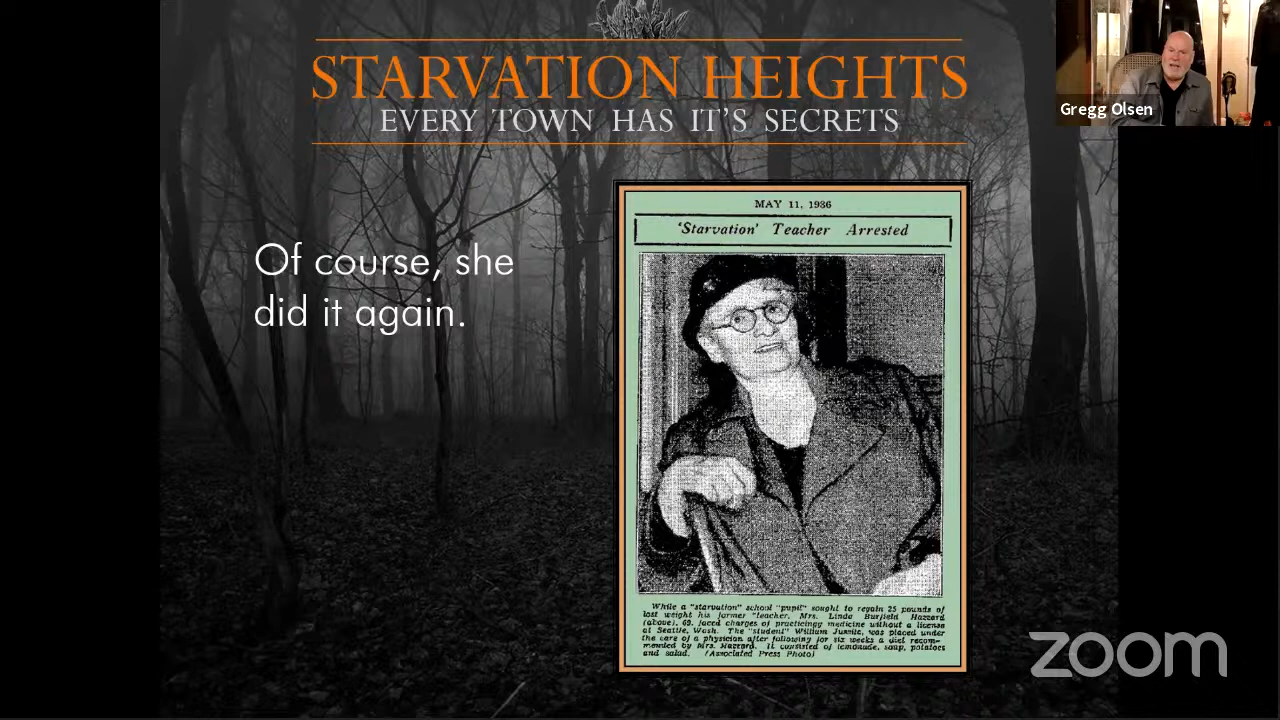 STARVATION HEIGHTS
EVERY TOWN HAS IT'S SECRETS
Gregg Olsen
Of course, she
did it again.
MAY 11, 1936
'Starvation' Teacher Arrested
While a "starvation" school "pupil" sought to regain 25 pounds of
lost weight his former "teacher, Mrs. Linda Burfield Hazzard
(above), 69, faced charges of practicingy medicine without a license
at Seattle, Wash. The "student" William was placed under
the care of a physician after following for six weeks a diet recom-
mended by Mrs. Hazzard. It consisted of lemonade, soup, potatoes
and salad. (Associated Press Photo)
zoom